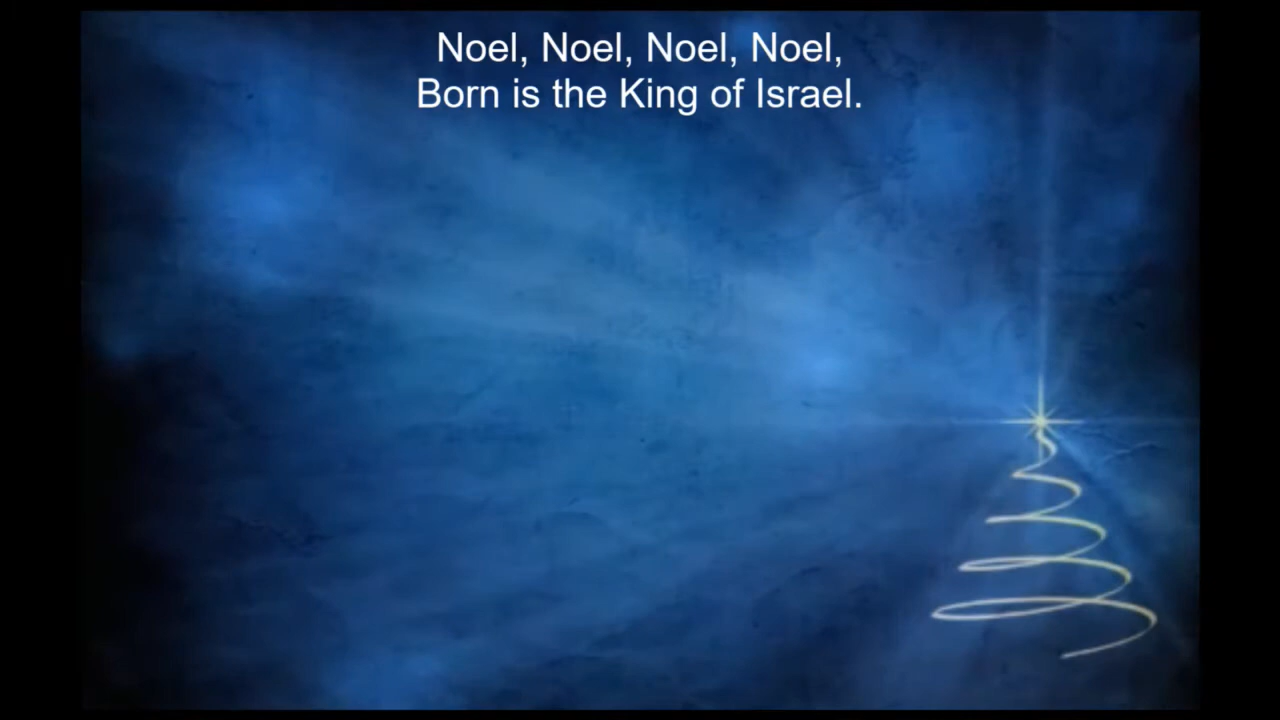 Noel, Noel, Noel, Noel,
Born is the King of Israel.